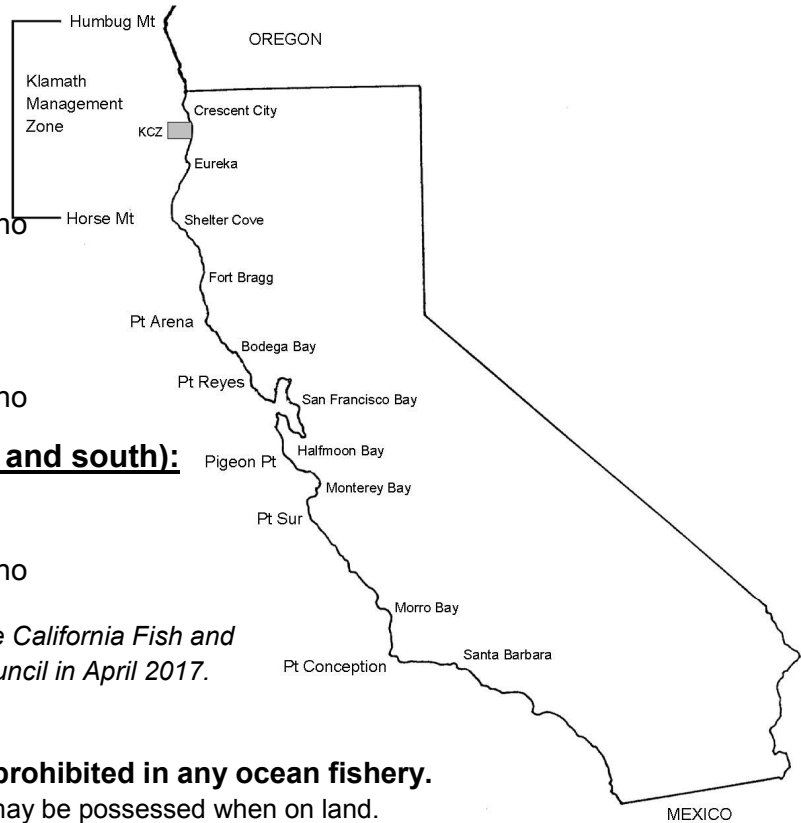 Humbug Mt
OREGON
Klamath
Management
Zone
Crescent City
KCZ
Eureka
Horse Mt
Shelter Cove
no
Fort Bragg
Pt Arena
Bodega Bay
Pt Reyes
San Francisco Bay
no
and south):
Halfmoon Bay
Pigeon Pt
Monterey Bay
Pt Sur
no
Morro Bay
e California Fish and
Santa Barbara
Pt Conception
uncil in April 2017.
prohibited in any ocean fishery.
may be possessed when on land.
MEXICO